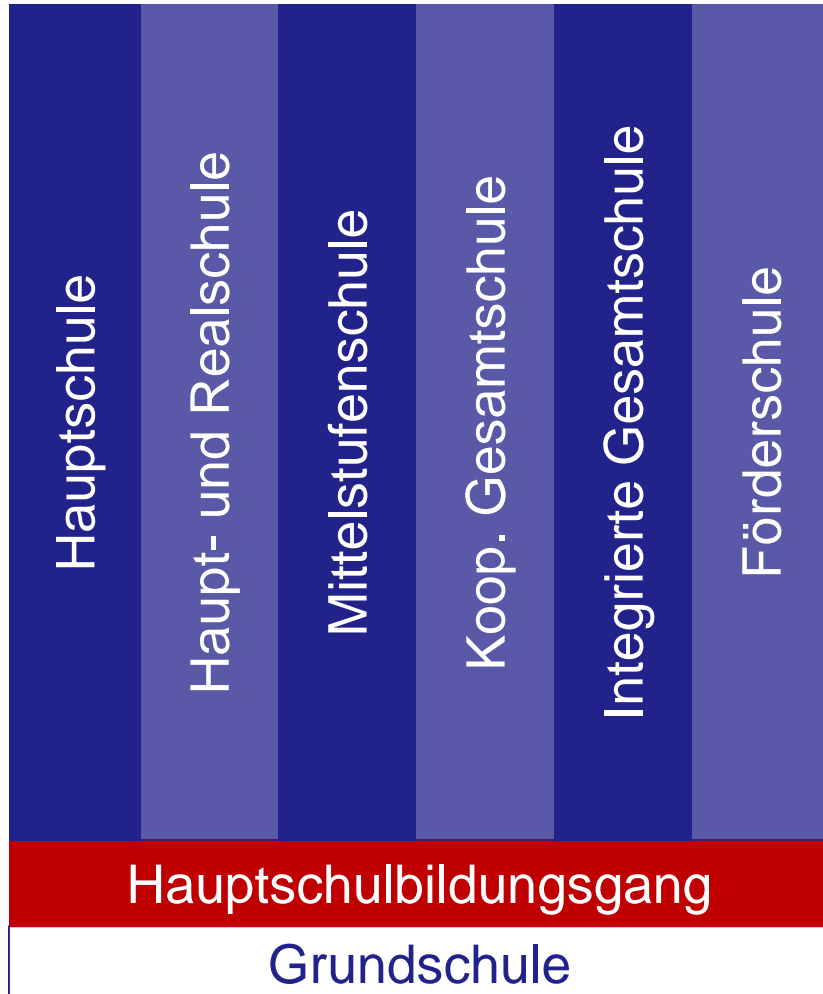 Hauptschule
Haupt- und Realschule
Mittelstufenschule
Koop. Gesamtschule
Integrierte Gesamtschule
Förderschule
Hauptschulbildungsgang
Grundschule